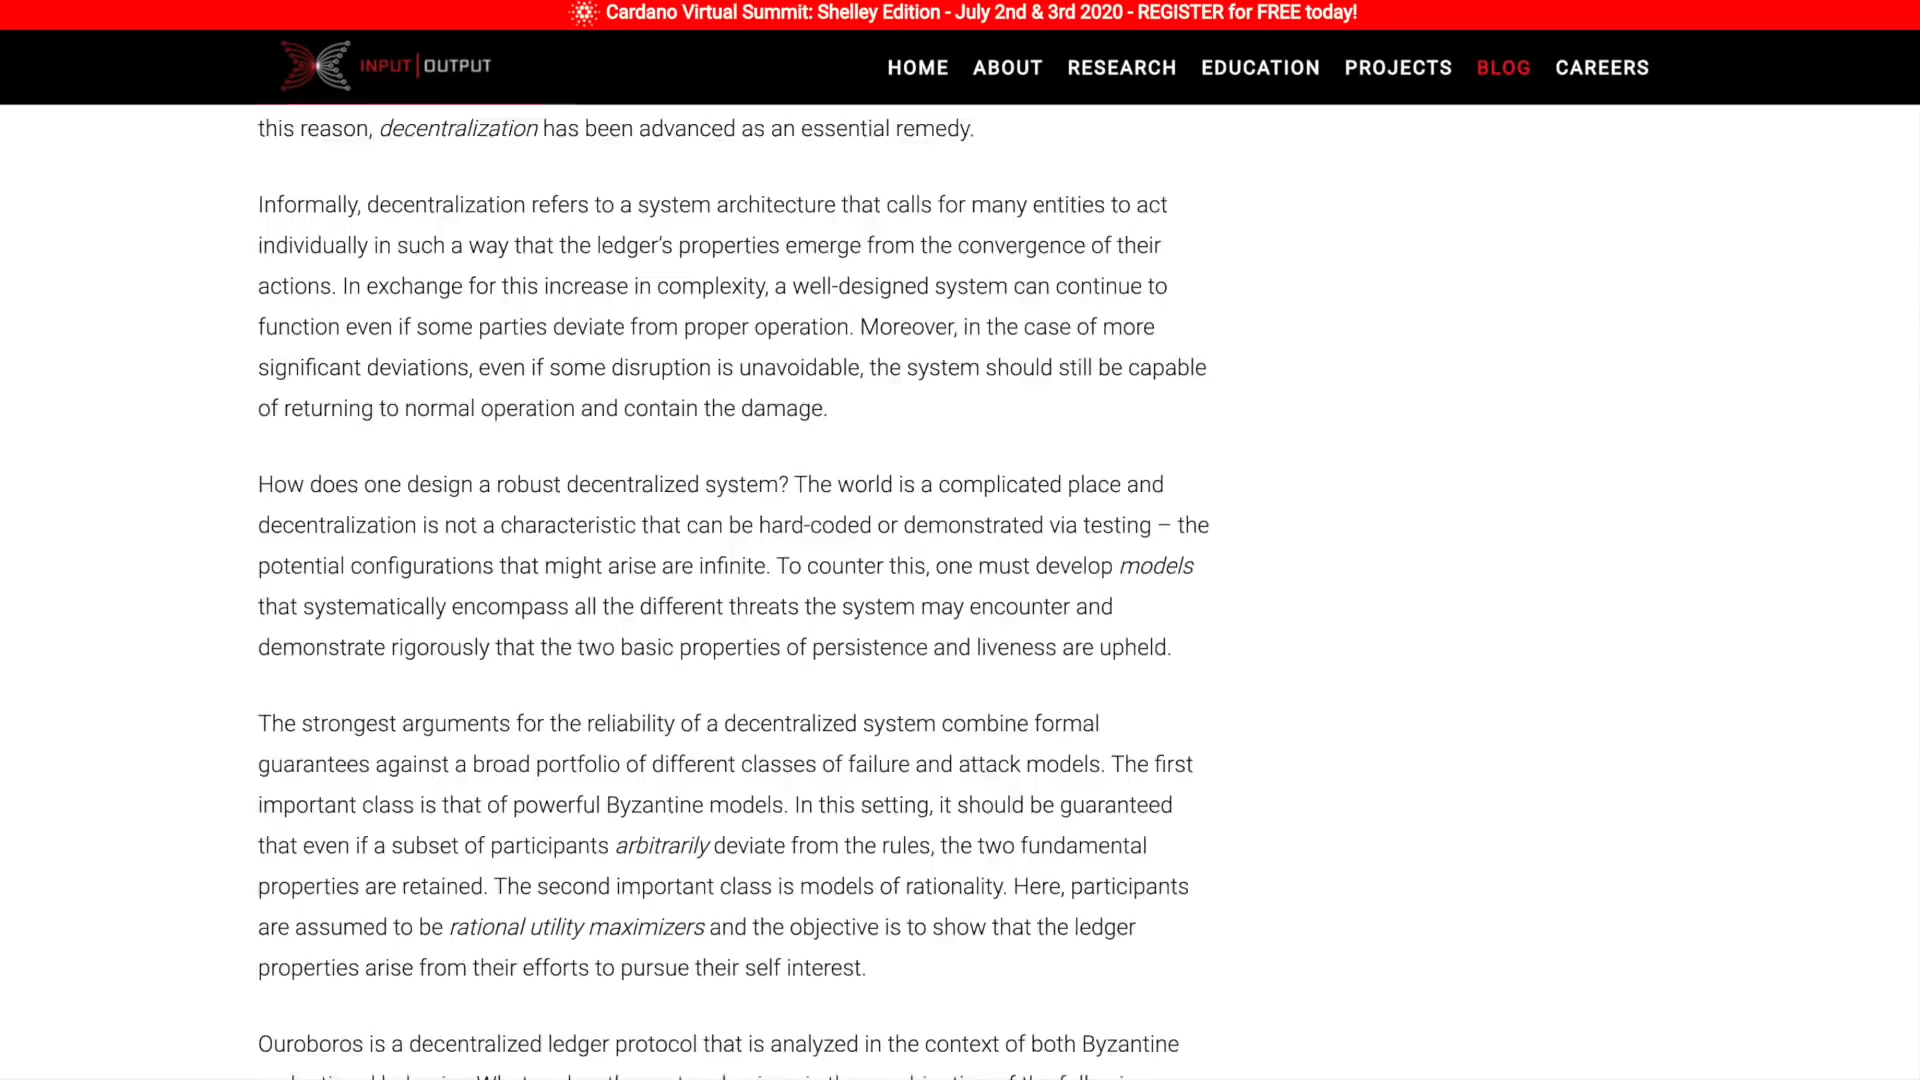 Cardano Virtual Summit: Shelley Edition - July 2nd & 3rd 2020 - REGISTER for FREE today!
INPUT|OUTPUT
HOME ABOUT RESEARCH EDUCATION PROJECTS BLOG CAREERS
this reason, decentralization has been advanced as an essential remedy.
Informally, decentralization refers to a system architecture that calls for many entities to act
individually in such a way that the ledger’s properties emerge from the convergence of their
actions. In exchange for this increase in complexity, a well-designed system can continue to
function even if some parties deviate from proper operation. Moreover, in the case of more
significant deviations, even if some disruption is unavoidable, the system should still be capable
of returning to normal operation and contain the damage.
How does one design a robust decentralized system? The world is a complicated place and
decentralization is not a characteristic that can be hard-coded or demonstrated via testing – the
potential configurations that might arise are infinite. To counter this, one must develop models
that systematically encompass all the different threats the system may encounter and
demonstrate rigorously that the two basic properties of persistence and liveness are upheld.
The strongest arguments for the reliability of a decentralized system combine formal
guarantees against a broad portfolio of different classes of failure and attack models. The first
important class is that of powerful Byzantine models. In this setting, it should be guaranteed
that even if a subset of participants arbitrarily deviate from the rules, the two fundamental
properties are retained. The second important class is models of rationality. Here, participants
are assumed to be rational utility maximizers and the objective is to show that the ledger
properties arise from their efforts to pursue their self interest.
Ouroboros is a decentralized ledger protocol that is analyzed in the context of both Byzantine